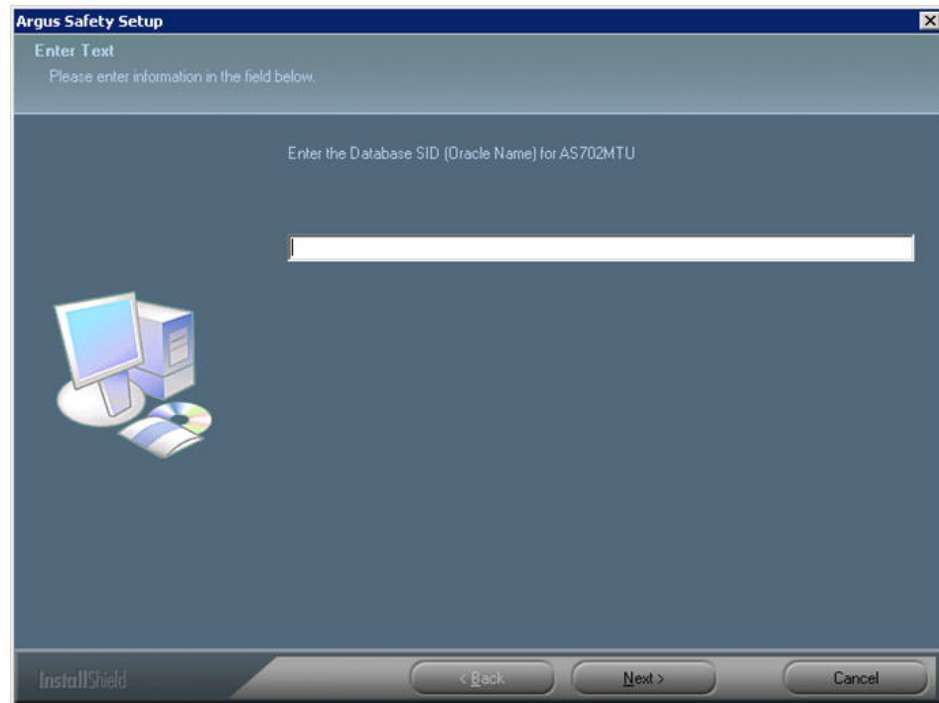 Argus Safety Setup
Enter Text
Please enter information in the field below.
Enter the Database SID (Oracle Name) for AS702MTU
InstallShield
< Back
Next >
Cancel